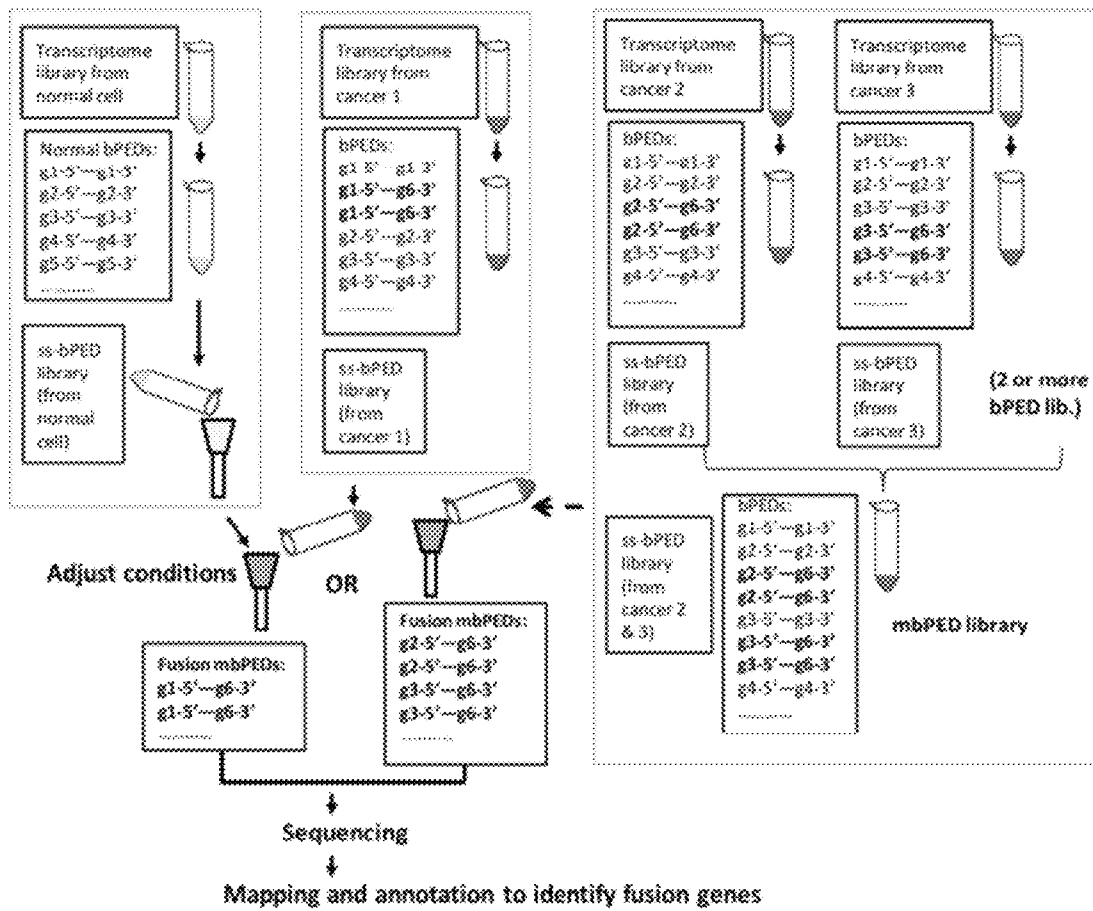 Transcriptome
library from
normal cell
Normal bPEDs:
g1-5'---g1-3'
g2-5'---g2-3'
g3-5'---g3-3'
g4-5'---g4-3'
g5-5'---g5-3'
............
ss-bPED
library
(from
normal
cell)
Transcriptome
library from
cancer 1
bPEDs:
g1-5'---g1-3'
g1-5'---g6-3'
g1-5'---g6-3'
g2-5'---g2-3'
g3-5'---g3-3'
g4-5'---g4-3'
............
ss-bPED
library
(from
cancer 1)
Transcriptome
library from
cancer 2
bPEDs:
g1-5'---g1-3'
g2-5'---g2-3'
g2-5'---g6-3'
g2-5'---g6-3'
g3-5'---g3-3'
g4-5'---g4-3'
............
ss-bPED
library
(from
cancer 2)
Transcriptome
library from
cancer 3
bPEDs:
g1-5'---g1-3'
g2-5'---g2-3'
g3-5'---g3-3'
g3-5'---g6-3'
g3-5'---g6-3'
g4-5'---g4-3'
............
ss-bPED
library
(from
cancer 3)
(2 or more
bPED lib.)
ss-bPED
library
(from
cancer 2
& 3)
bPEDs:
g1-5'---g1-3'
g2-5'---g2-3'
g2-5'---g6-3'
g2-5'---g6-3'
g3-5'---g3-3'
g3-5'---g6-3'
g3-5'---g6-3'
g4-5'---g4-3'
............
mbPED library
Adjust conditions
OR
Fusion mbPEDs:
g1-5'---g6-3'
g1-5'---g6-3'
............
Fusion mbPEDs:
g2-5'---g6-3'
g2-5'---g6-3'
g3-5'---g6-3'
g3-5'---g6-3'
............
Sequencing
Mapping and annotation to identify fusion genes